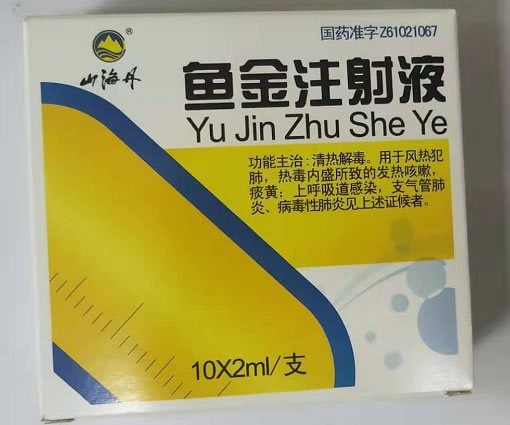 国药准字Z61021067
®
山海丹
鱼金注射液
Yu Jin Zhu She Ye
功能主治:清热解毒。用于风热犯
肺,热毒内盛所致的发热咳嗽,
痰黄;上呼吸道感染,支气管肺
炎、病毒性肺炎见上述证候者。
10X2ml/支